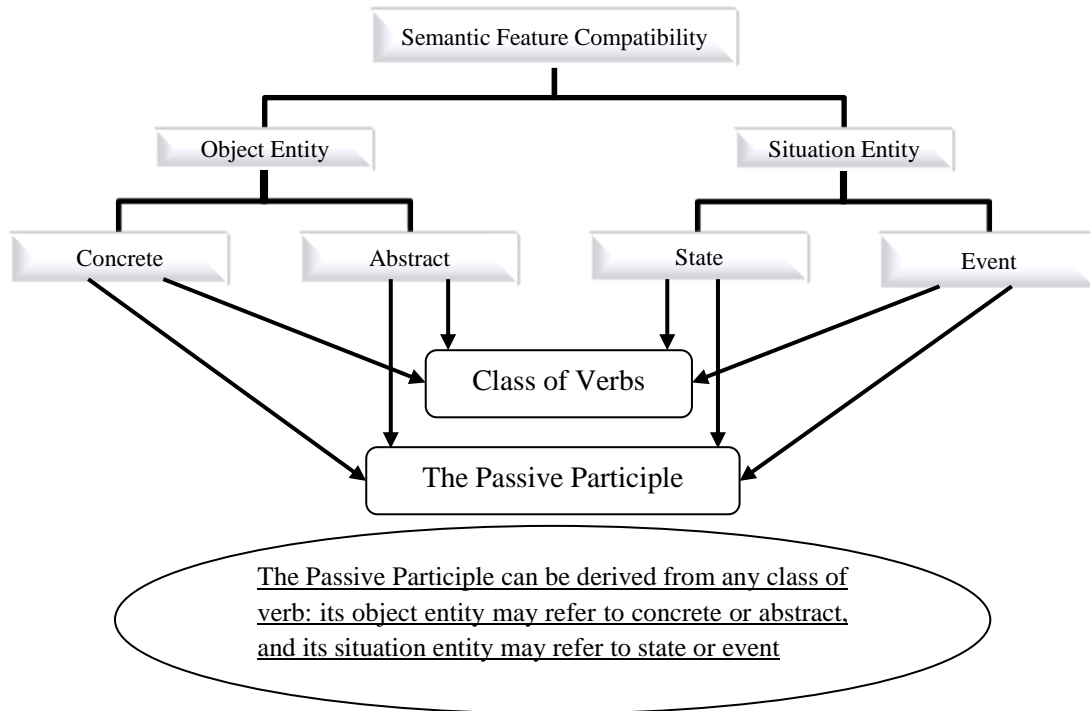 Semantic Feature Compatibility
Object Entity
Situation Entity
Concrete
Abstract
State
Event
Class of Verbs
The Passive Participle
The Passive Participle can be derived from any class of
verb: its object entity may refer to concrete or abstract,
and its situation entity may refer to state or event